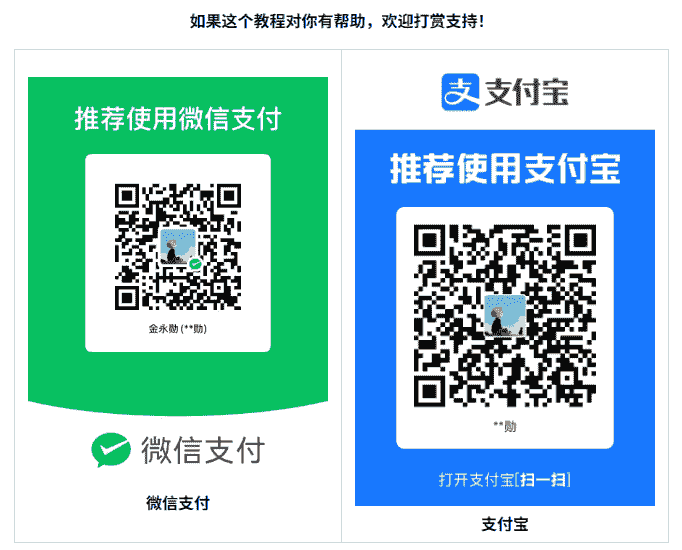 如果这个教程对你有帮助，欢迎打赏支持！
推荐使用微信支付
金永勋 (**勋)
微信支付
微信支付
支 支付宝
推荐使用支付宝
**勋
打开支付宝[扫一扫]
支付宝